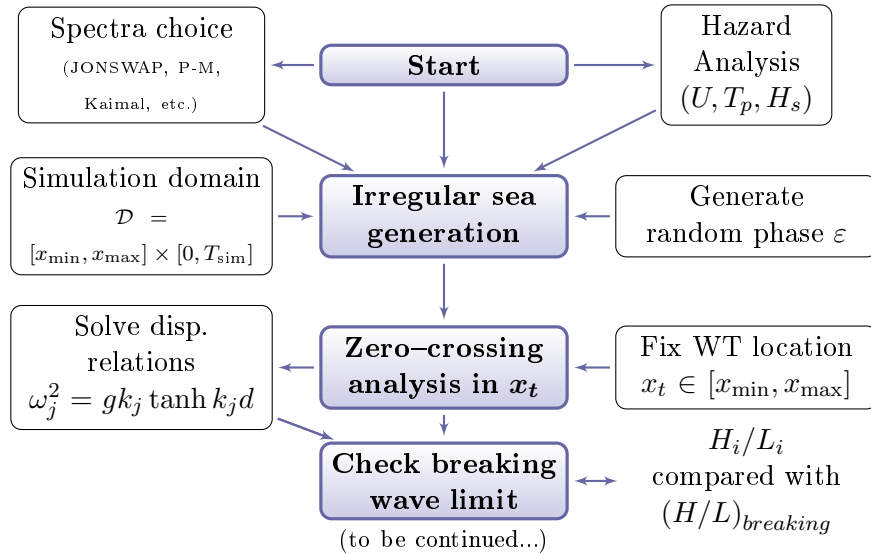 Spectra choice
(JONSWAP, P-M,
Kaimal, etc.)
Start
Hazard
Analysis
(U, T_p, H_s)
Simulation domain
𝒟 =
[x_min, x_max] × [0, T_sim]
Irregular sea
generation
Generate
random phase ε
Solve disp.
relations
ω_j^2 = gk_j tanh k_jd
Zero–crossing
analysis in x_t
Fix WT location
x_t ∈ [x_min, x_max]
Check breaking
wave limit
H_i/L_i
compared with
(H/L)_breaking
(to be continued...)